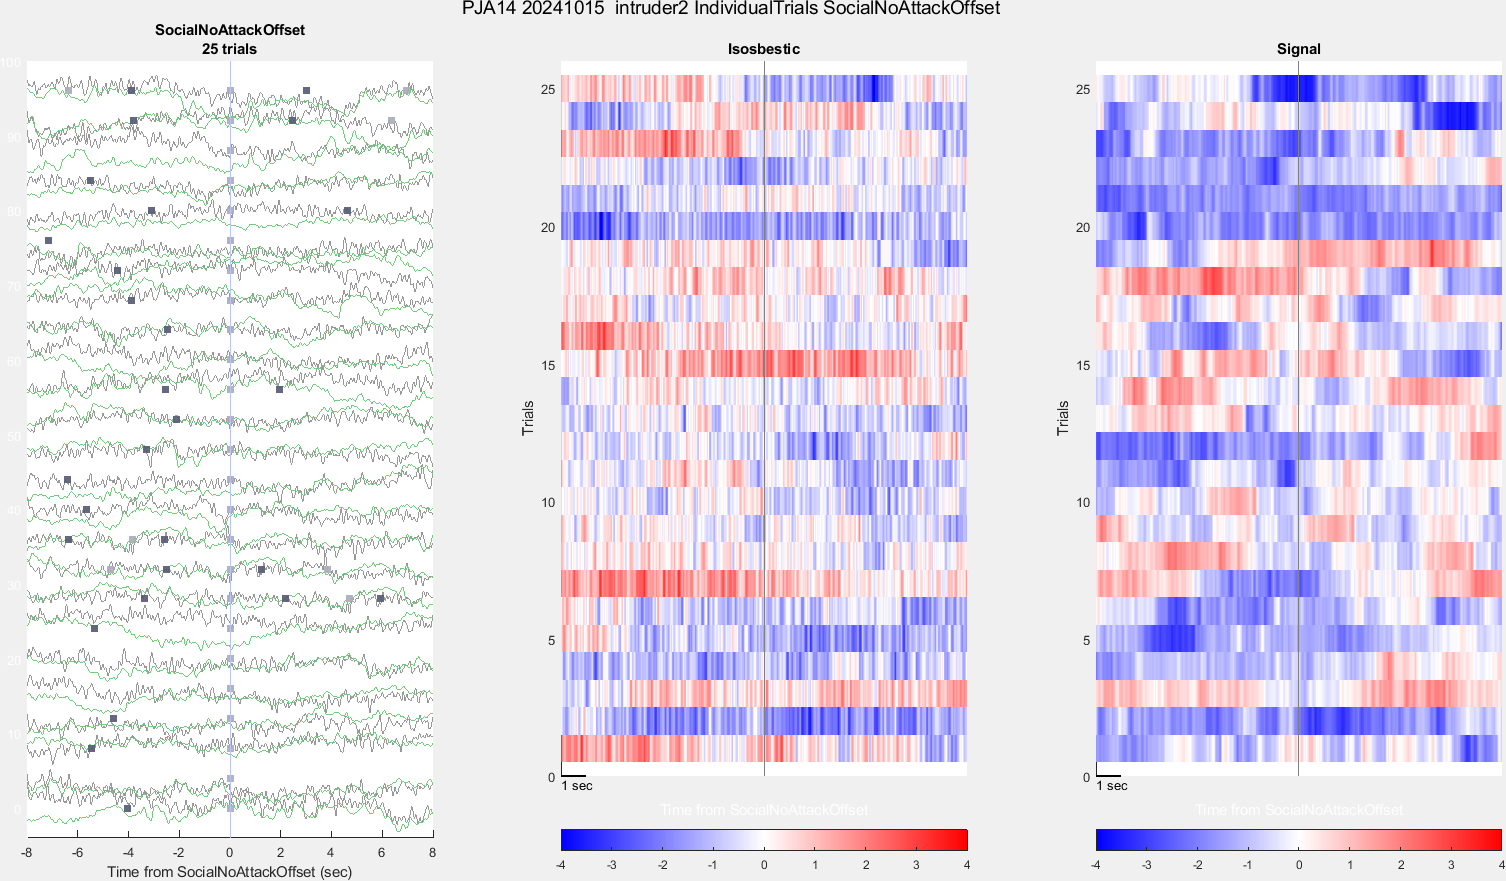 PJA14 20241015  intruder2 IndividualTrials SocialNoAttackOffset
SocialNoAttackOffset
25 trials
100
90
80
70
60
50
40
30
20
10
0
-8 -6 -4 -2 0 2 4 6 8
Time from SocialNoAttackOffset (sec)
Isosbestic
Trials
25
20
15
10
5
0
1 sec
Time from SocialNoAttackOffset
-4 -3 -2 -1 0 1 2 3 4
Signal
Trials
25
20
15
10
5
0
1 sec
Time from SocialNoAttackOffset
-4 -3 -2 -1 0 1 2 3 4